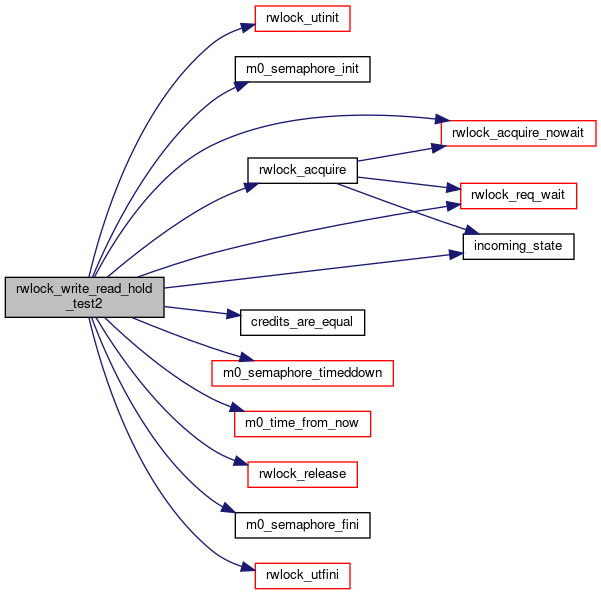 rwlock_utinit
m0_semaphore_init
rwlock_acquire_nowait
rwlock_acquire
rwlock_req_wait
incoming_state
rwlock_write_read_hold
_test2
credits_are_equal
m0_semaphore_timeddown
m0_time_from_now
rwlock_release
m0_semaphore_fini
rwlock_utfini